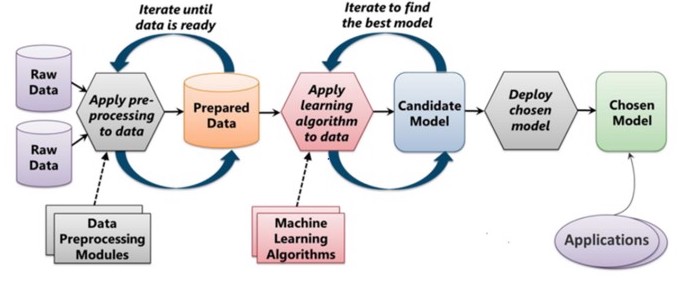 Iterate until
data is ready
Iterate to find
the best model
Raw
Data
Raw
Data
Apply pre-
processing
to data
Prepared
Data
Apply
learning
algorithm
to data
Candidate
Model
Deploy
chosen
model
Chosen
Model
Data
Preprocessing
Modules
Machine
Learning
Algorithms
Applications